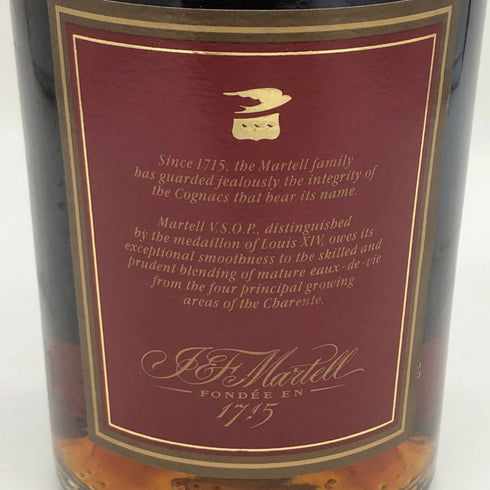 Since 1715, the Martell family
has guarded jealously the integrity of
the Cognacs that bear its name.
Martell V.S.O.P., distinguished
by the medaillon of Louis XIV, owes its
exceptional smoothness to the skilled and
prudent blending of mature eaux-de-vie
from the four principal growing
areas of the Charente.
J&F Martell
FONDÉE EN
1715